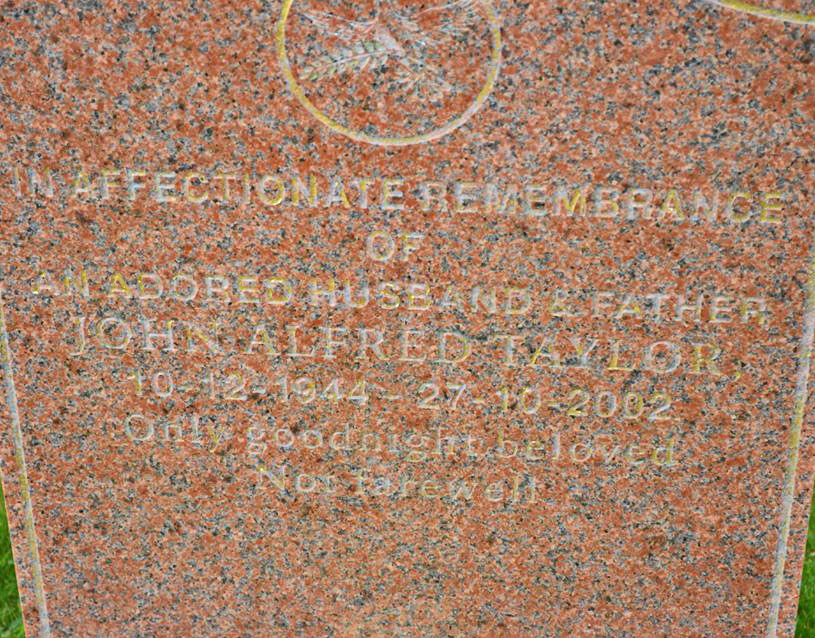 IN AFFECTIONATE REMEMBRANCE
OF
AN ADORED HUSBAND & FATHER
JOHN ALFRED TAYLOR,
10-12-1944 - 27-10-2002
Only goodnight beloved
Not farewell